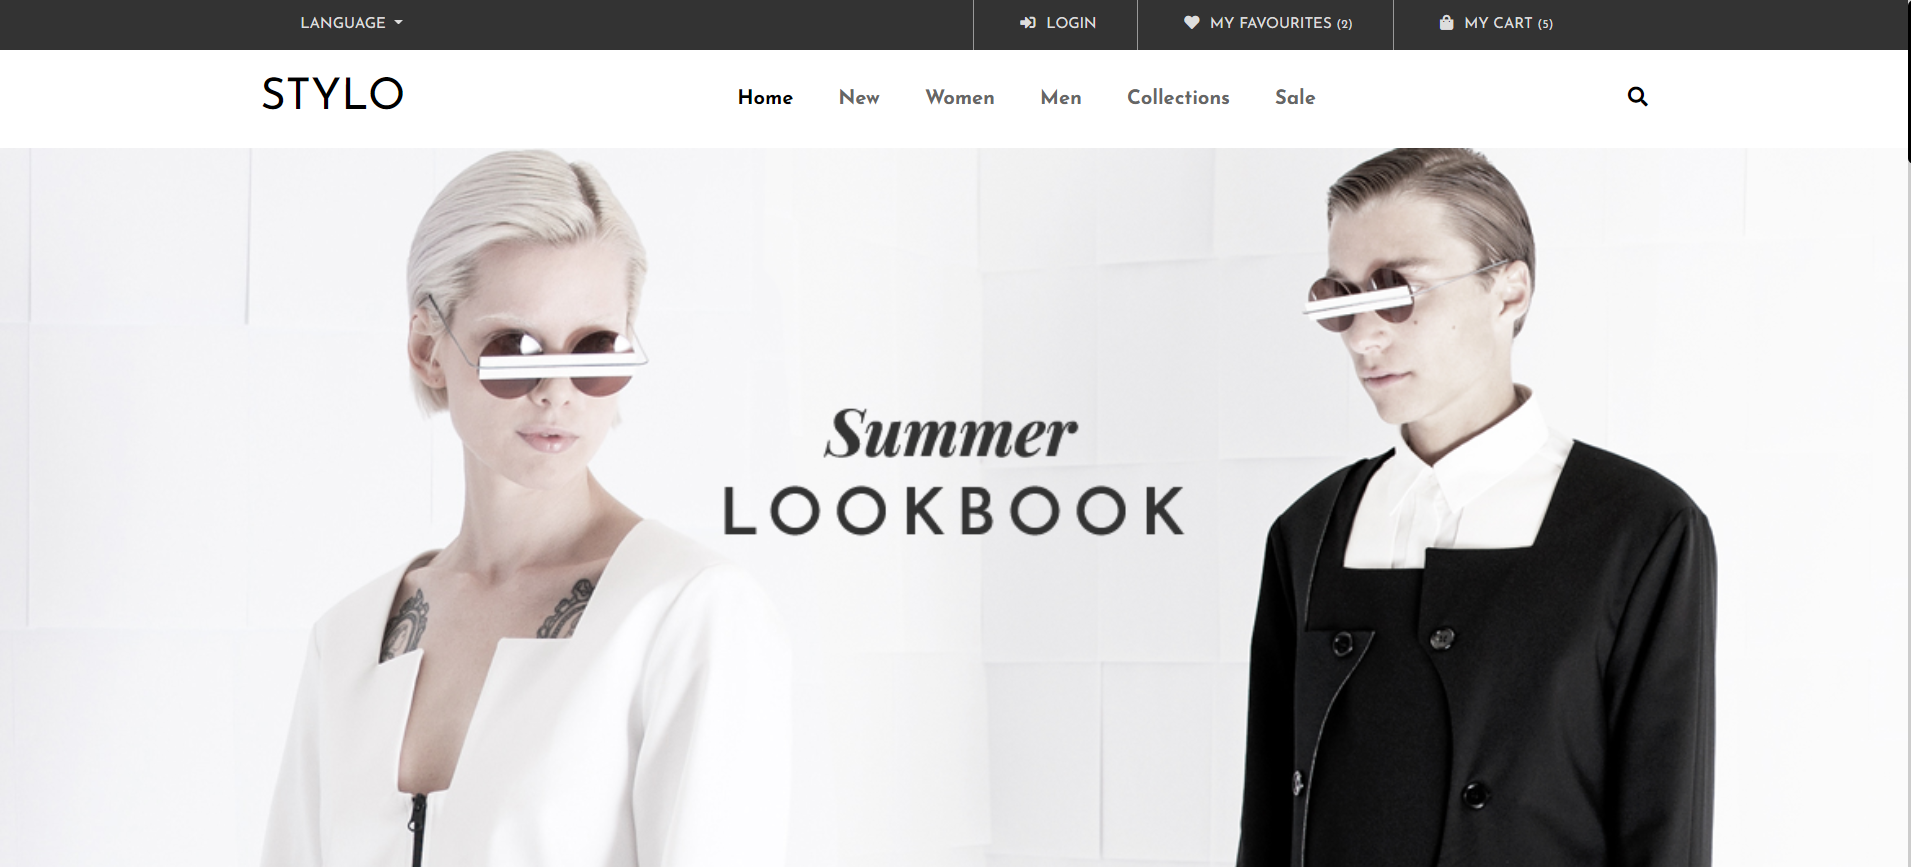 LANGUAGE
LOGIN
MY FAVOURITES (2)
MY CART (5)
STYLO
Home
New
Women
Men
Collections
Sale
Summer
LOOKBOOK